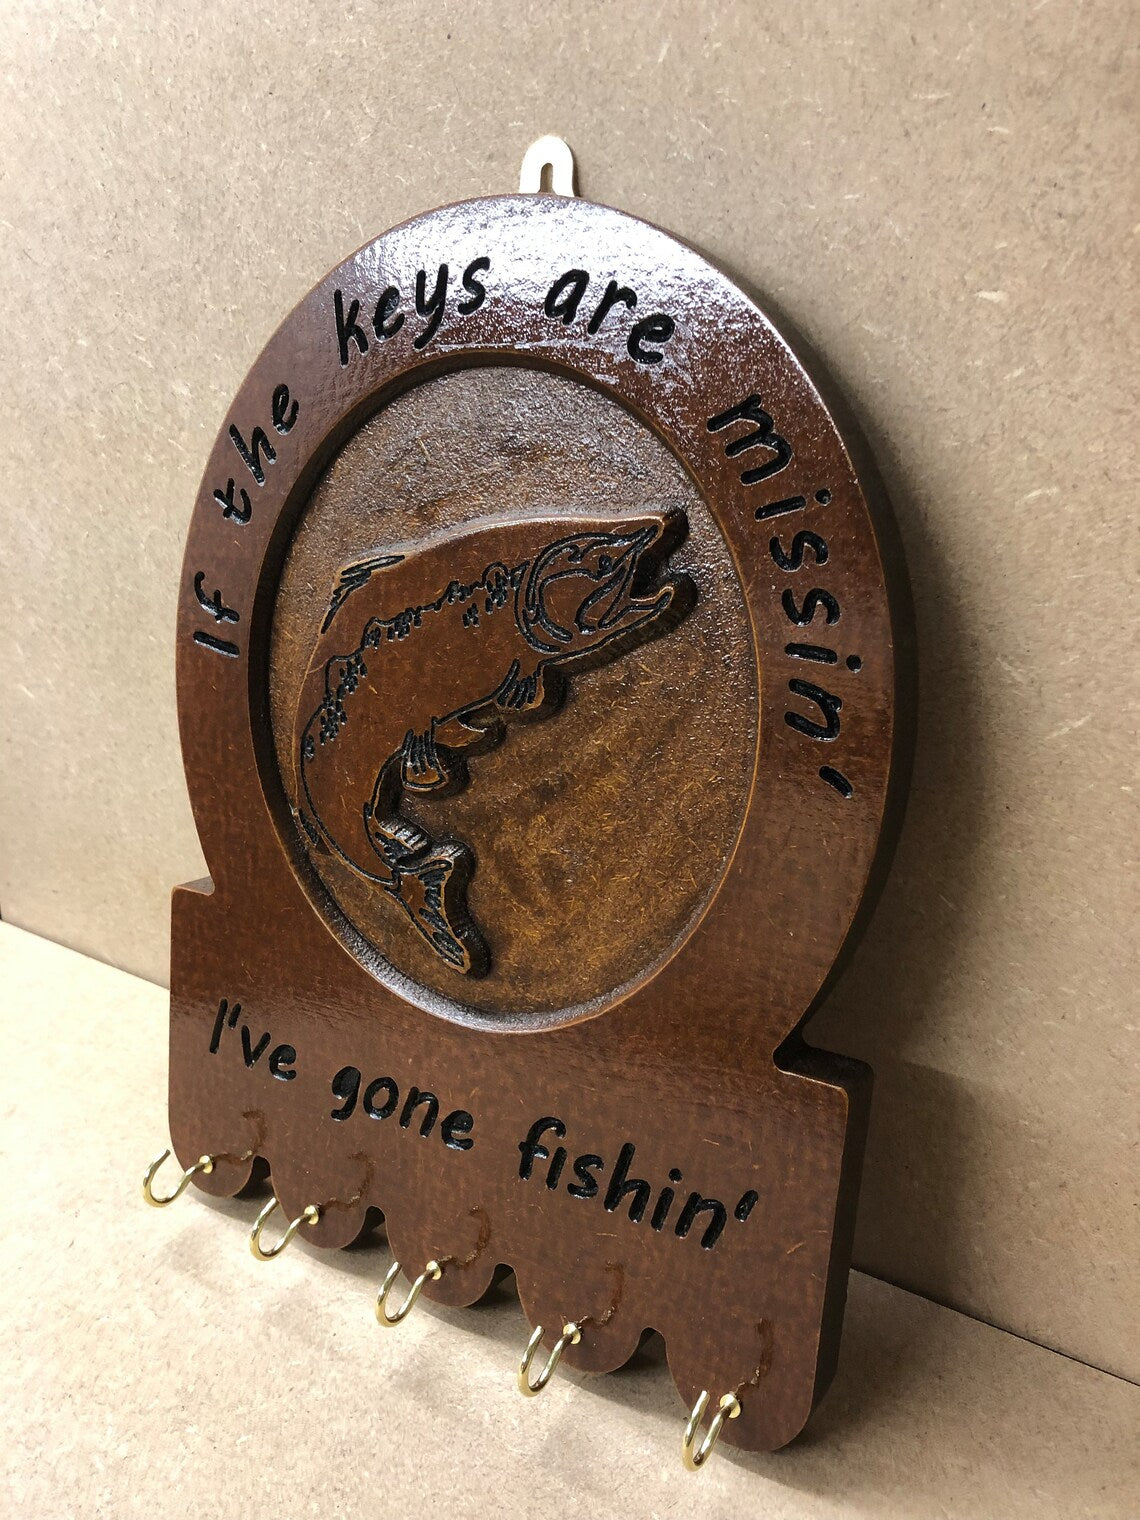 If the keys are missin'
I've gone fishin'